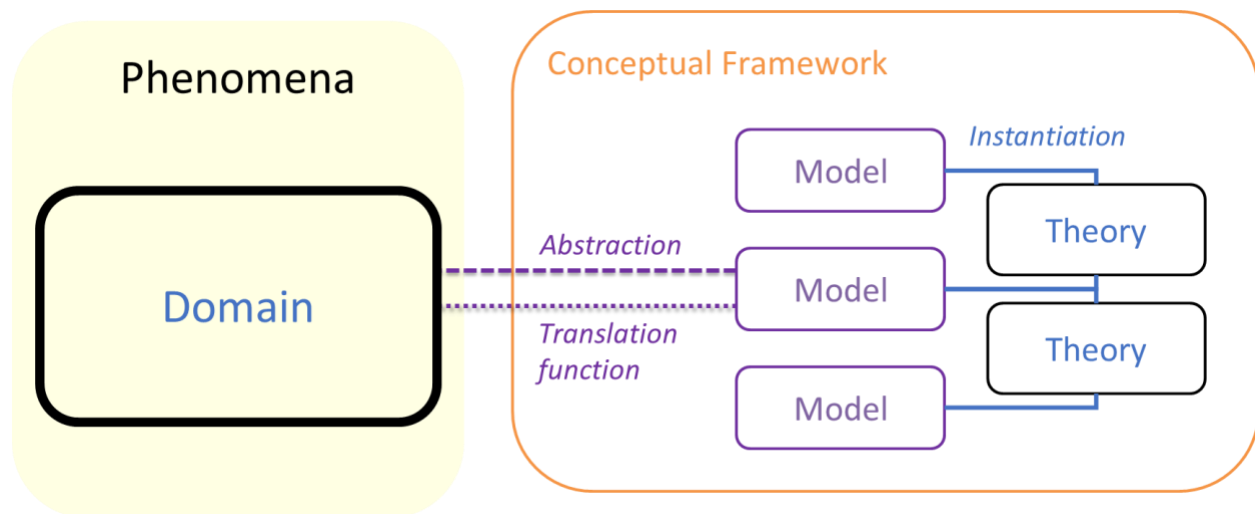 Phenomena
Domain
Conceptual Framework
Abstraction
Translation
function
Model
Model
Model
Instantiation
Theory
Theory